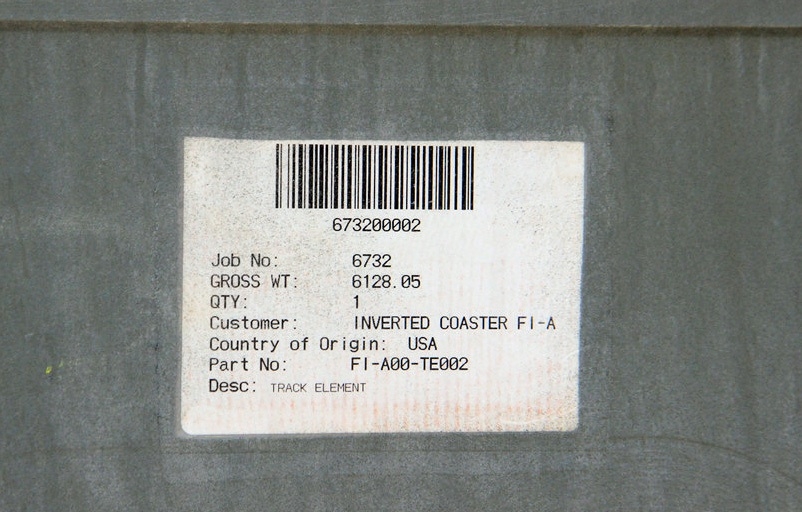 673200002
Job No: 6732
GROSS WT: 6128.05
QTY: 1
Customer: INVERTED COASTER FI-A
Country of Origin: USA
Part No: FI-A00-TE002
Desc: TRACK ELEMENT